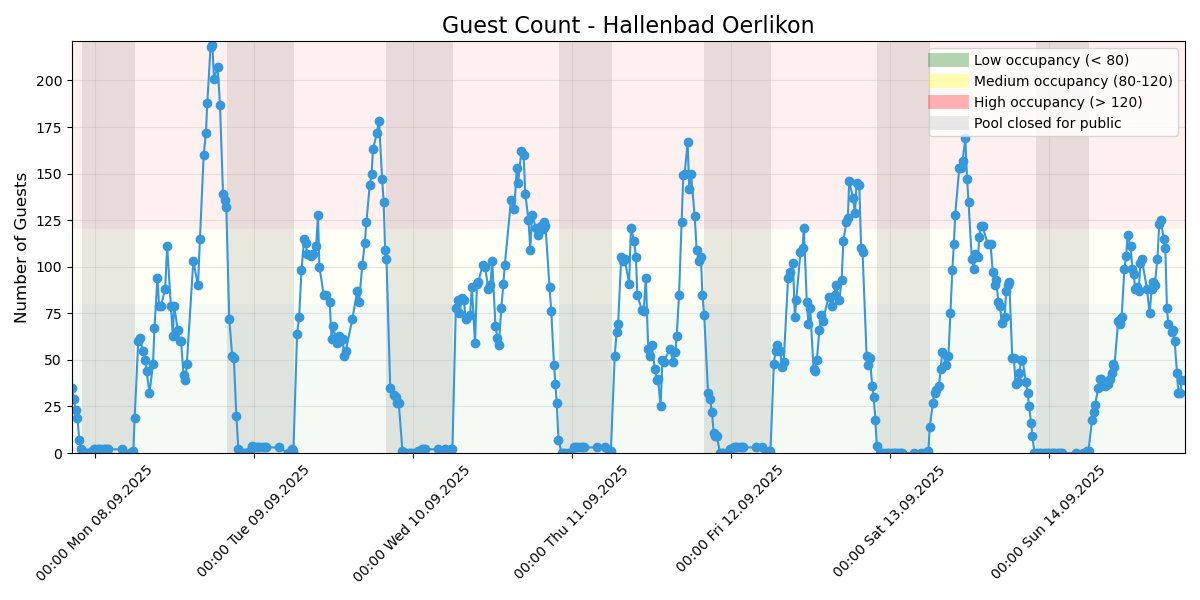 Guest Count - Hallenbad Oerlikon
Low occupancy (< 80)
Medium occupancy (80-120)
High occupancy (> 120)
Pool closed for public
Number of Guests
200
175
150
125
100
75
50
25
0
00:00 Mon 08.09.2025
00:00 Tue 09.09.2025
00:00 Wed 10.09.2025
00:00 Thu 11.09.2025
00:00 Fri 12.09.2025
00:00 Sat 13.09.2025
00:00 Sun 14.09.2025